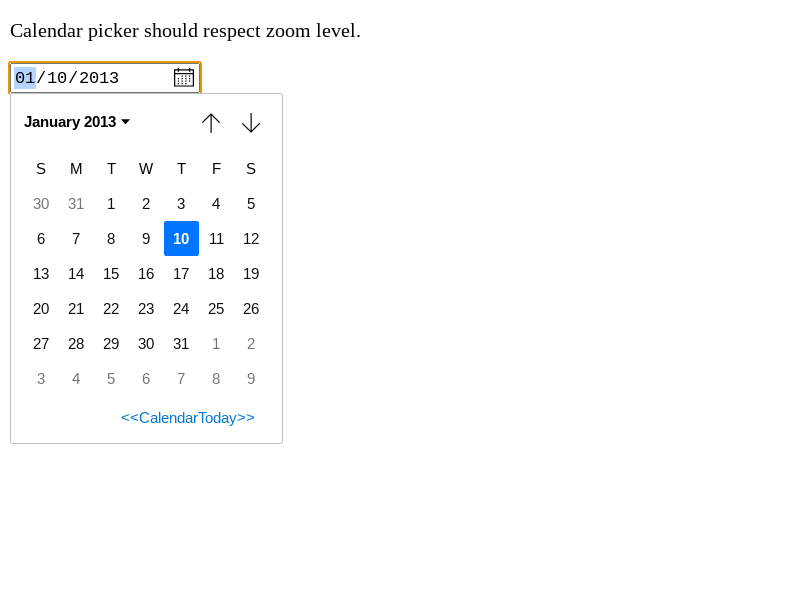 Calendar picker should respect zoom level.
01/10/2013
January 2013
S M T W T F S
30 31 1 2 3 4 5
6 7 8 9 10 11 12
13 14 15 16 17 18 19
20 21 22 23 24 25 26
27 28 29 30 31 1 2
3 4 5 6 7 8 9
<<CalendarToday>>